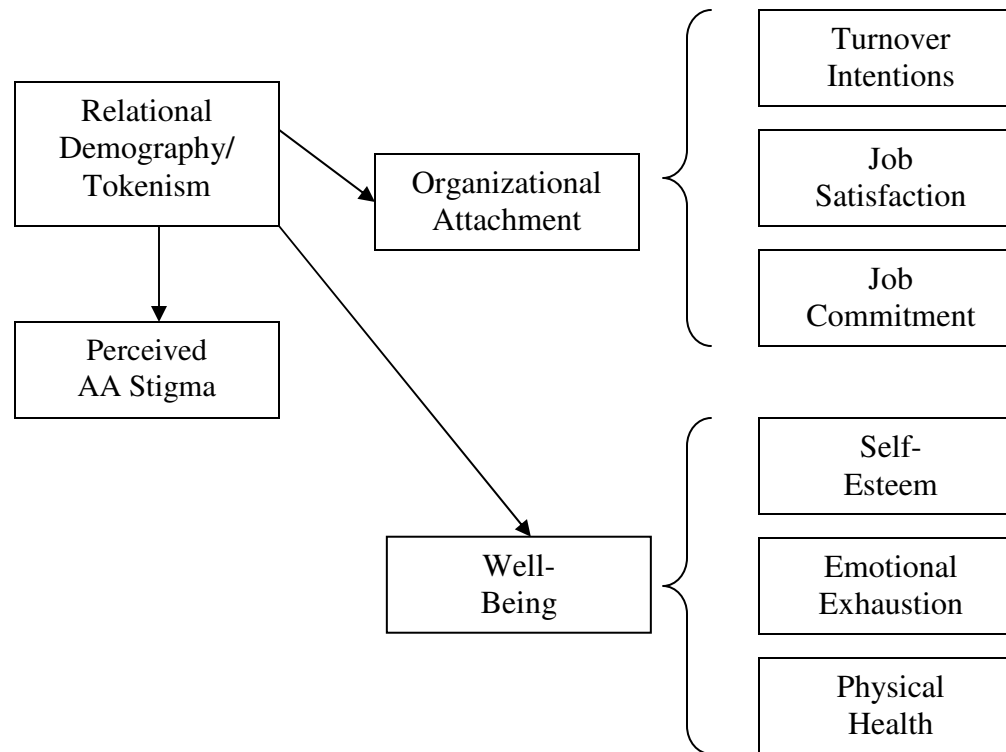 Relational
Demography/
Tokenism
Organizational
Attachment
Perceived
AA Stigma
Well-
Being
Turnover
Intentions
Job
Satisfaction
Job
Commitment
Self-
Esteem
Emotional
Exhaustion
Physical
Health